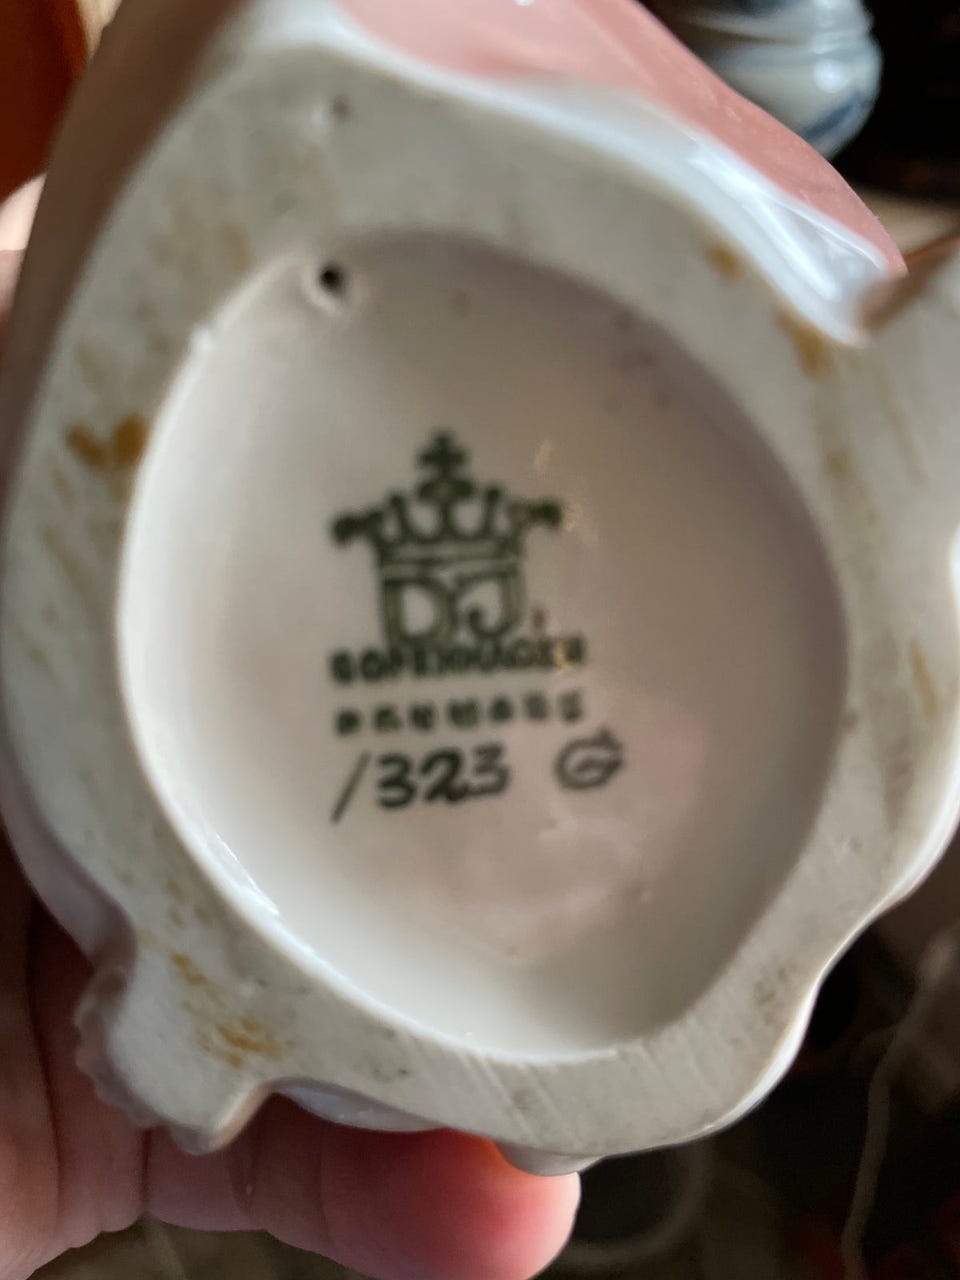 DJ
COPENHAGEN
DENMARK
/323 G